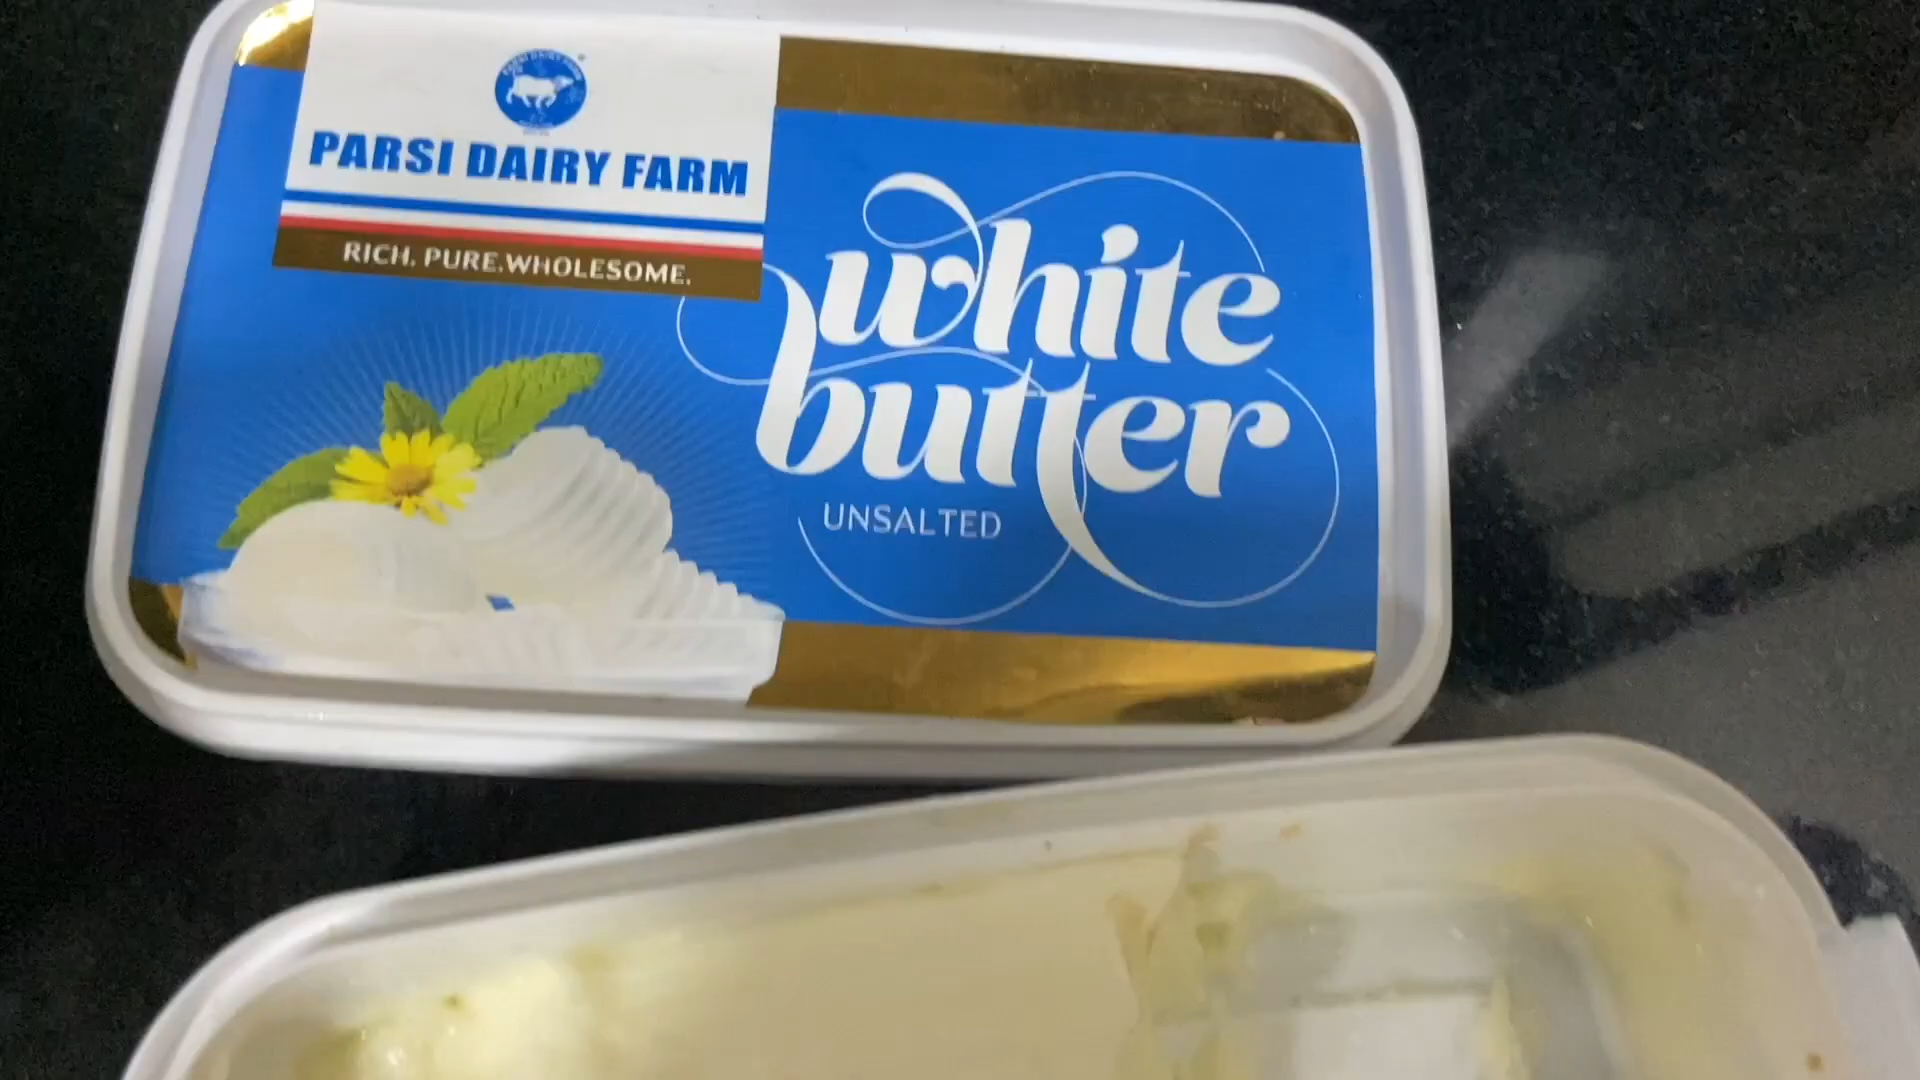 PARSI DAIRY FARM
RICH. PURE.WHOLESOME.
white
butter
UNSALTED